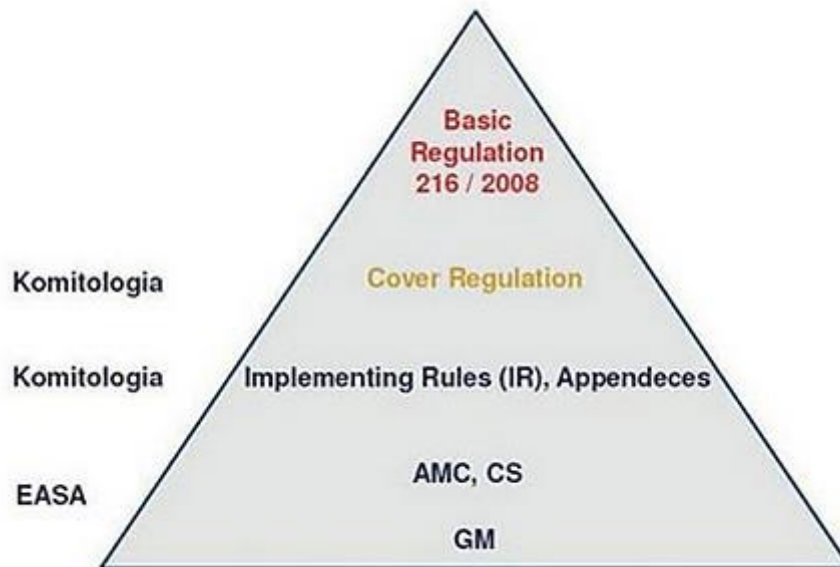 Basic
Regulation
216 / 2008
Komitologia
Cover Regulation
Komitologia
Implementing Rules (IR), Appendeces
EASA
AMC, CS
GM